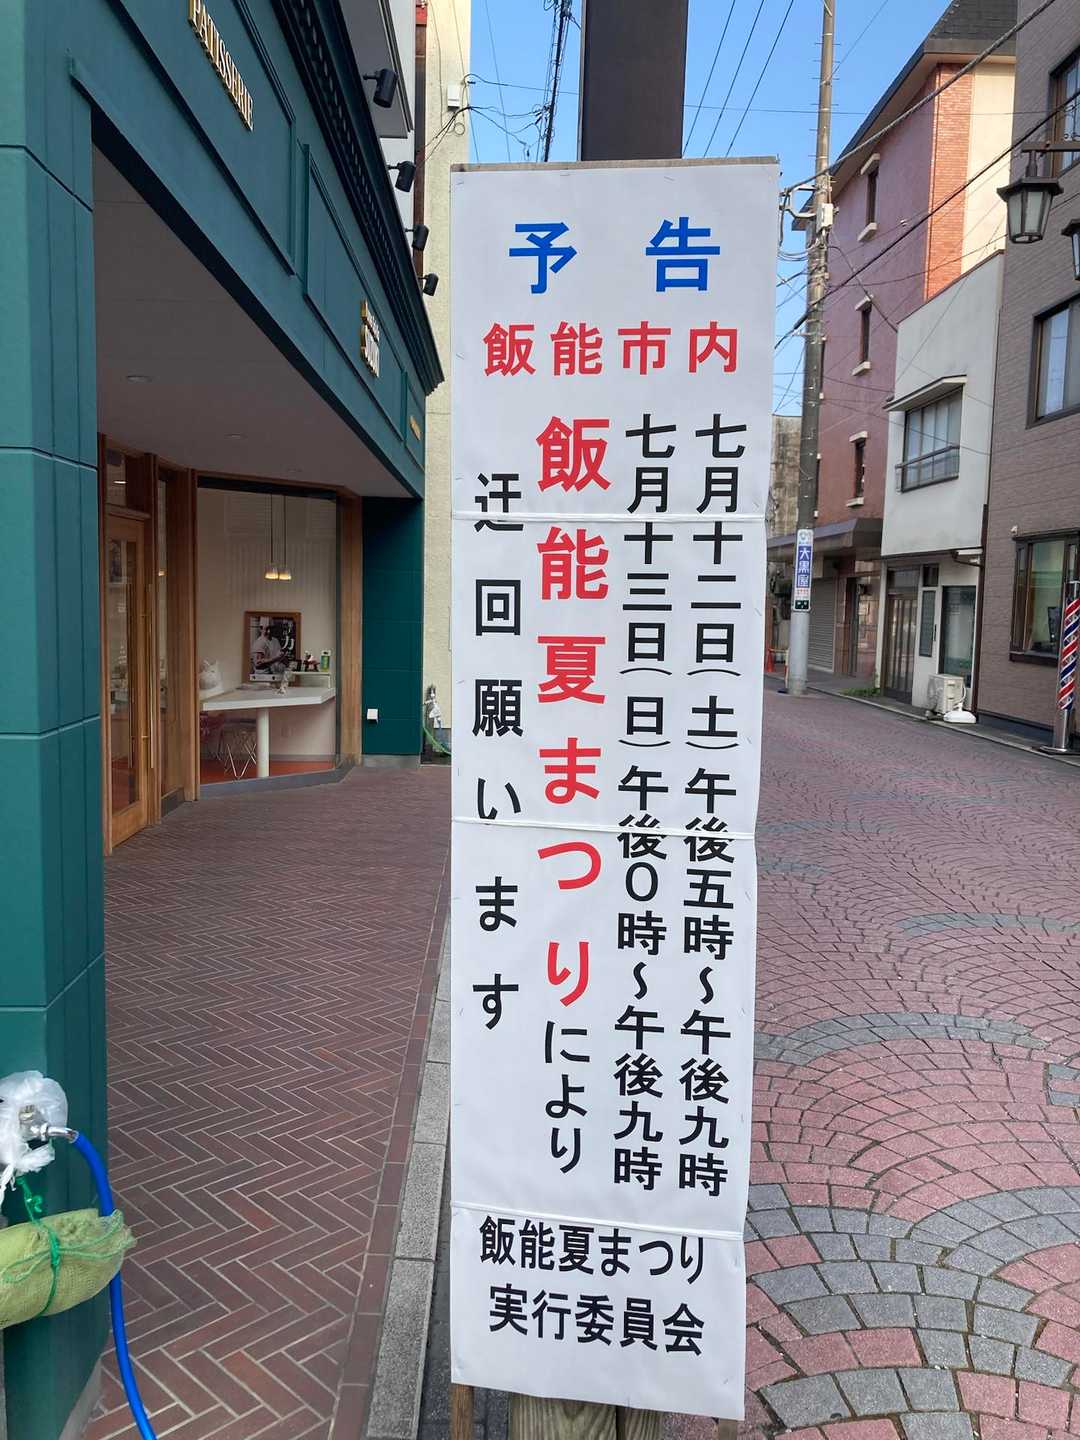 予告
飯能市内
七月十二日(土)午後五時～午後九時
七月十三日(日)午後0時～午後九時
飯能夏まつりにより
迂回願います
飯能夏まつり
実行委員会
PATISSERIE
大黒屋